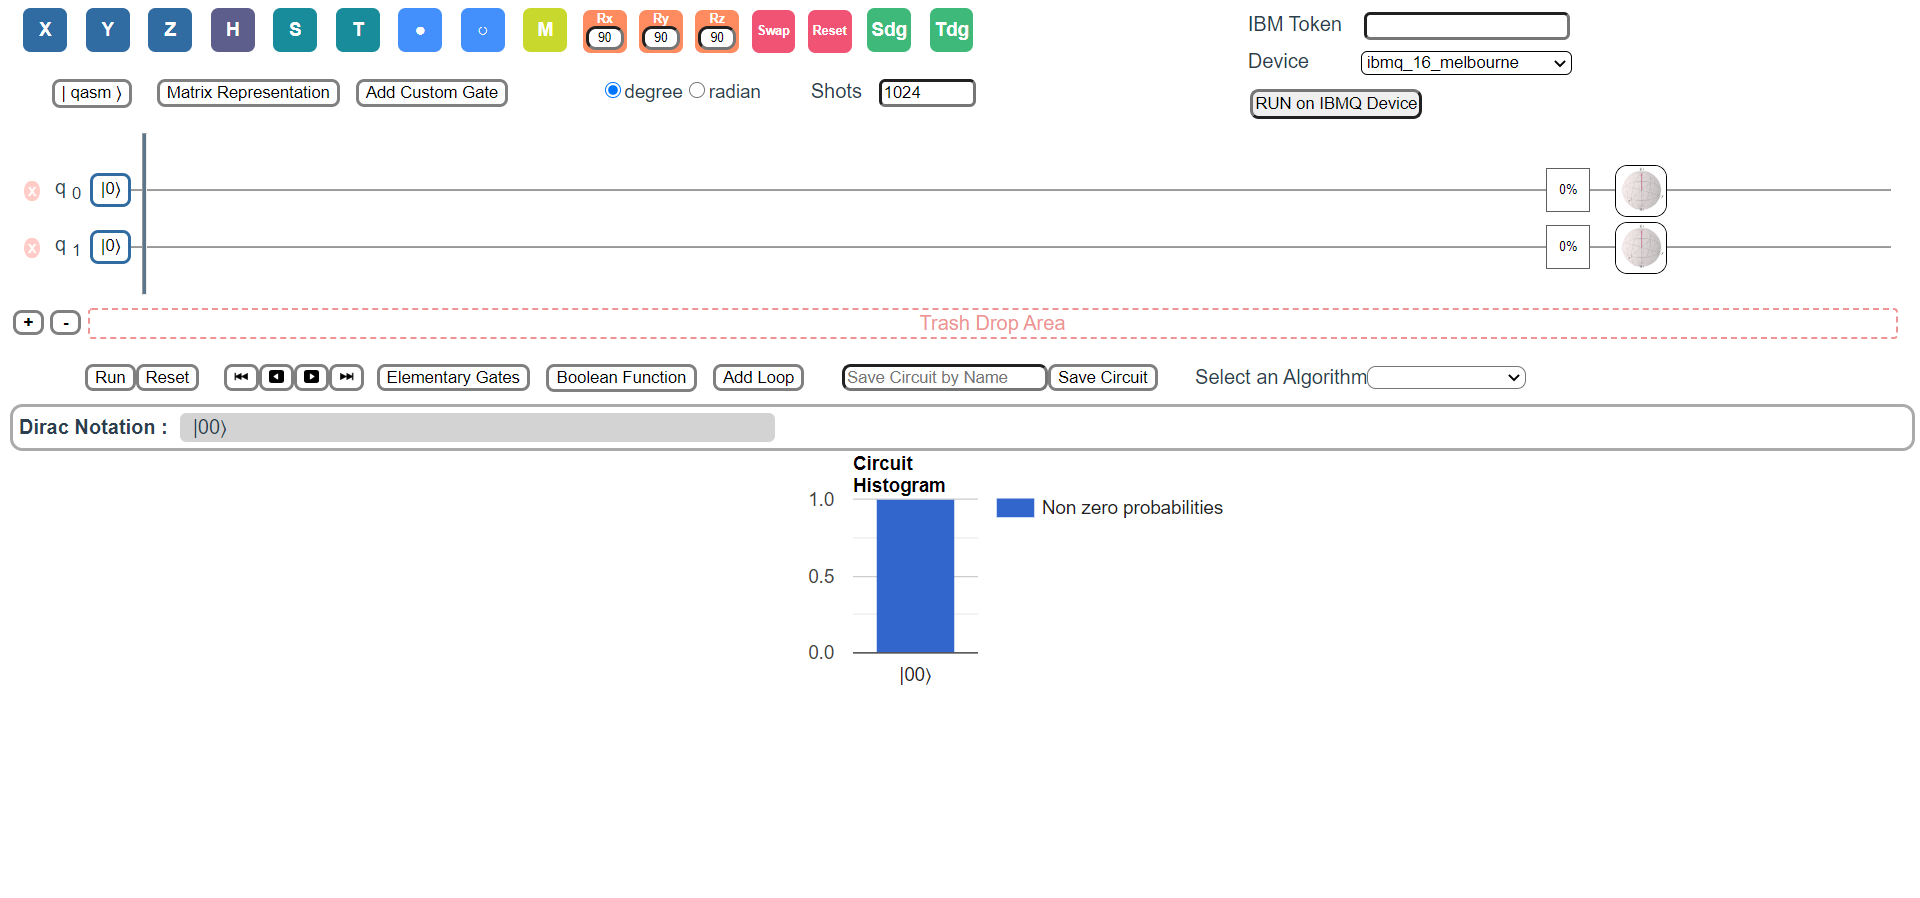 X Y Z H S T ● ○ M Rx 90 Ry 90 Rz 90 Swap Reset Sdg Tdg
IBM Token
Device ibmq_16_melbourne
| qasm ⟩ Matrix Representation Add Custom Gate degree radian Shots 1024
RUN on IBMQ Device
x q 0 |0⟩ 0%
x q 1 |0⟩ 0%
+ - Trash Drop Area
Run Reset Elementary Gates Boolean Function Add Loop Save Circuit by Name Save Circuit Select an Algorithm
Dirac Notation : |00⟩
Circuit
Histogram
1.0
Non zero probabilities
0.5
0.0
|00⟩